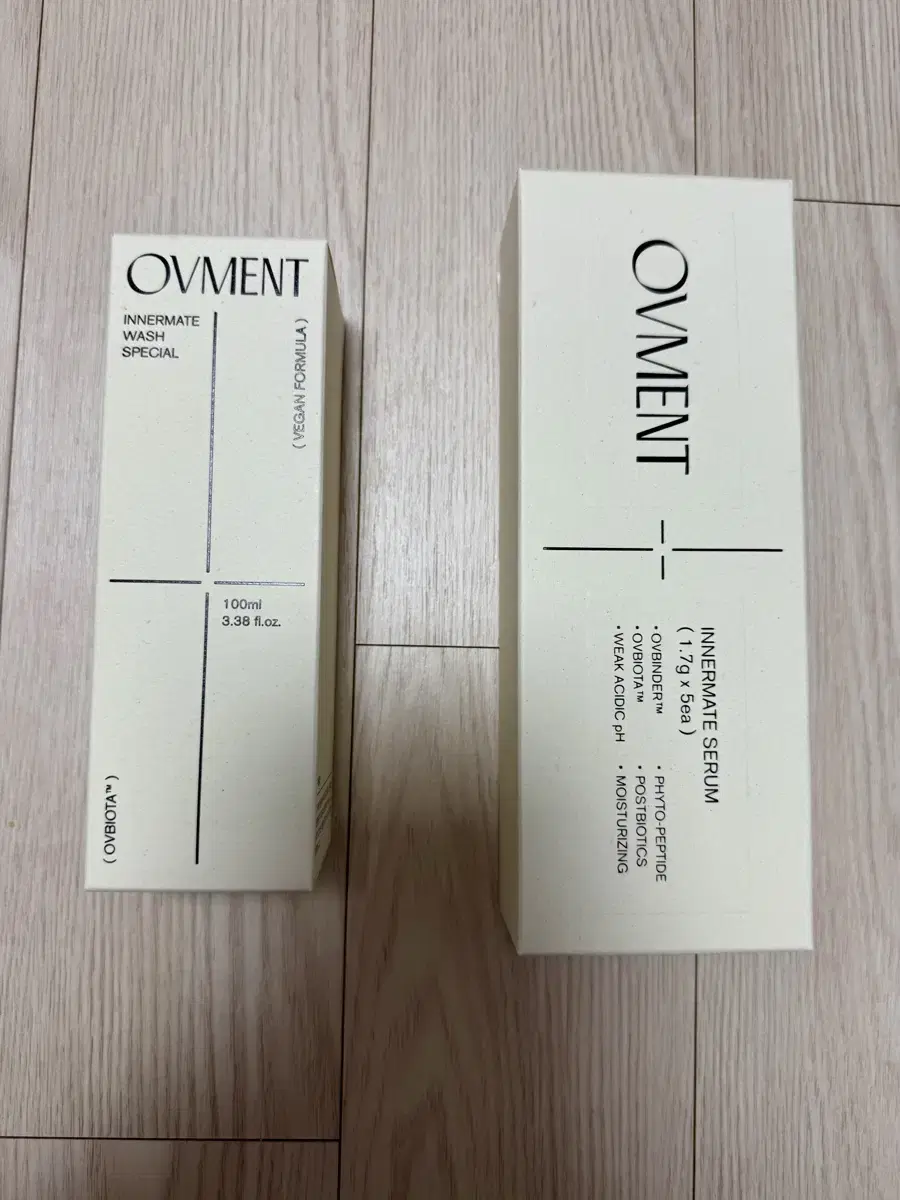 OVMENT
INNERMATE
WASH
SPECIAL
( VEGAN FORMULA )
100ml
3.38 fl.oz.
( OVBIOTA™ )
OVMENT
INNERMATE SERUM
( 1.7g x 5ea )
• OVBINDER™ • PHYTO-PEPTIDE
• OVBIOTA™ • POSTBIOTICS
• WEAK ACIDIC pH • MOISTURIZING